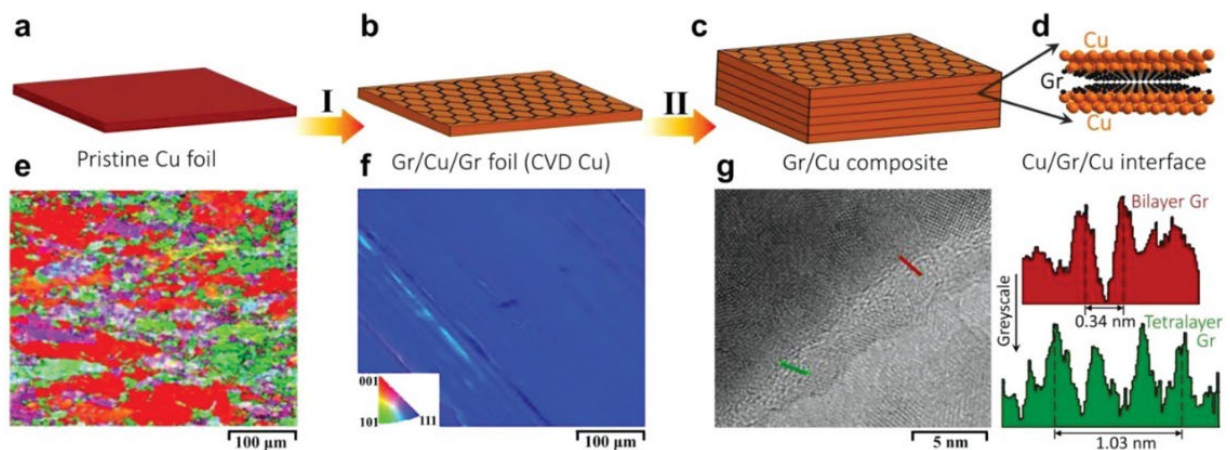 a
b
c
d
Cu
Gr
Cu
I
II
Pristine Cu foil
Gr/Cu/Gr foil (CVD Cu)
Gr/Cu composite
Cu/Gr/Cu interface
e
f
g
Bilayer Gr
0.34 nm
Greyscale
Tetralayer
Gr
1.03 nm
001
101
111
100 μm
100 μm
5 nm